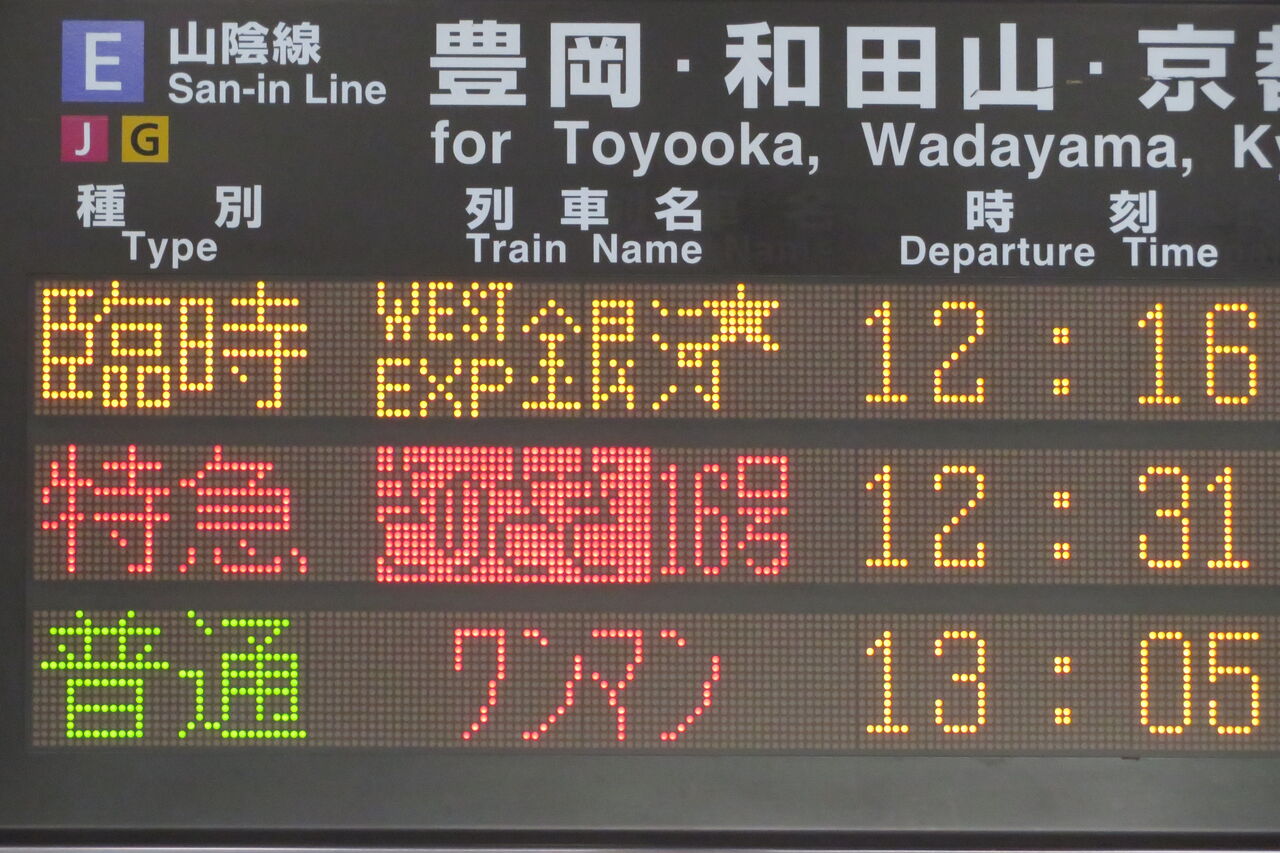 E 山陰線 豊岡・和田山・京都
San-in Line
J G for Toyooka, Wadayama, Ky
種別 列車名 時刻
Type Train Name Departure Time
臨時 WEST EXP 銀河 12:16
特急 16号 12:31
普通 ワンマン 13:05